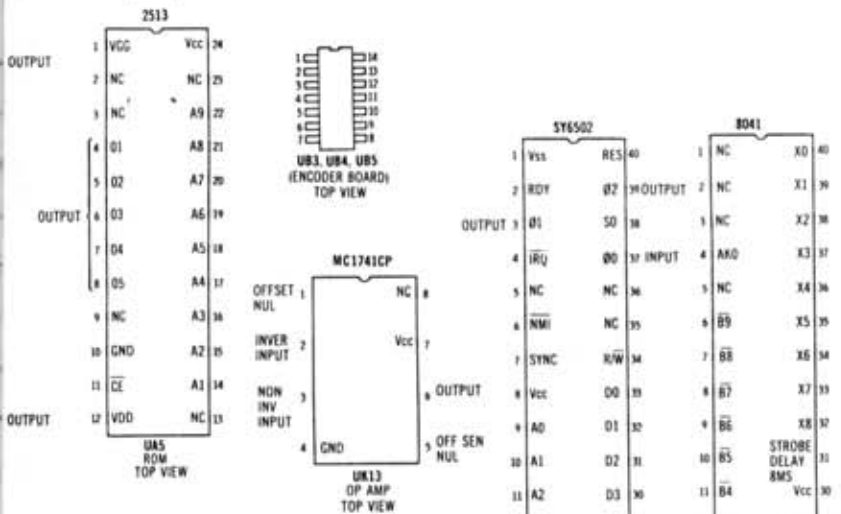 2513
OUTPUT
1 VGG Vcc 24
2 NC NC 23
3 NC A9 22
4 01 A8 21
5 02 A7 20
OUTPUT 6 03 A6 19
7 04 A5 18
8 05 A4 17
9 NC A3 16
10 GND A2 15
11 CE A1 14
OUTPUT 12 VDD NC 13
UA5
ROM
TOP VIEW
1 14
2 13
3 12
4 11
5 10
6 9
7 8
UB3, UB4, UB5
(ENCODER BOARD)
TOP VIEW
MC1741CP
OFFSET NUL 1 NC 8
INVER INPUT 2 Vcc 7
NON INV INPUT 3 6 OUTPUT
4 GND 5 OFF SEN NUL
UK13
OP AMP
TOP VIEW
SY6502
1 Vss RES 40
2 RDY Ø2 39 OUTPUT
OUTPUT 3 Ø1 SO 38
4 IRQ Ø0 37 INPUT
5 NC NC 36
6 NMI NC 35
7 SYNC R/W 34
8 Vcc D0 33
9 A0 D1 32
10 A1 D2 31
11 A2 D3 30
8041
1 NC X0 40
2 NC X1 39
3 NC X2 38
4 AKO X3 37
5 NC X4 36
6 B9 X5 35
7 B8 X6 34
8 B7 X7 33
9 B6 X8 32
10 B5 STROBE DELAY 8MS 31
11 B4 Vcc 30